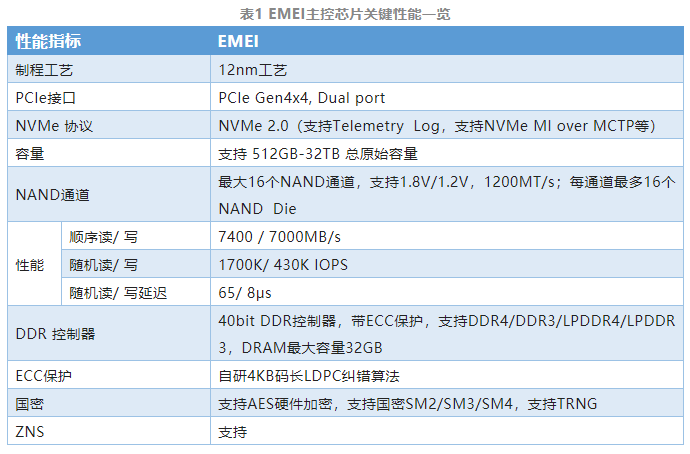 表1 EMEI主控芯片关键性能一览
性能指标 EMEI
制程工艺 12nm工艺
PCIe接口 PCIe Gen4x4, Dual port
NVMe 协议 NVMe 2.0（支持Telemetry Log，支持NVMe MI over MCTP等）
容量 支持 512GB-32TB 总原始容量
NAND通道 最大16个NAND通道，支持1.8V/1.2V，1200MT/s；每通道最多16个
NAND Die
性能 顺序读/ 写 7400 / 7000MB/s
随机读/ 写 1700K/ 430K IOPS
随机读/ 写延迟 65/ 8μs
DDR 控制器 40bit DDR控制器，带ECC保护，支持DDR4/DDR3/LPDDR4/LPDDR
3，DRAM最大容量32GB
ECC保护 自研4KB码长LDPC纠错算法
国密 支持AES硬件加密，支持国密SM2/SM3/SM4，支持TRNG
ZNS 支持